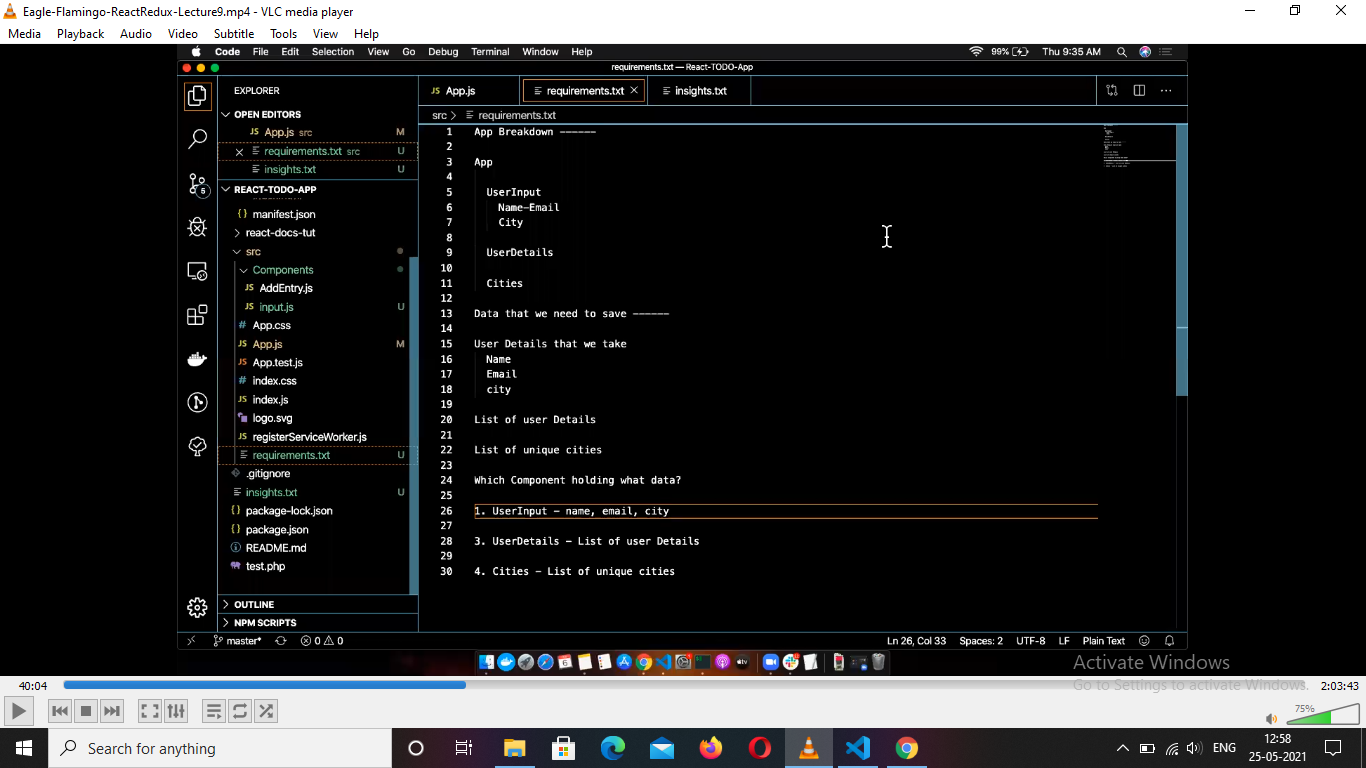 Eagle-Flamingo-ReactRedux-Lecture9.mp4 - VLC media player
Media Playback Audio Video Subtitle Tools View Help
Code File Edit Selection View Go Debug Terminal Window Help
99% Thu 9:35 AM
requirements.txt — React-TODO-App
EXPLORER
OPEN EDITORS
JS App.js src M
requirements.txt src U
insights.txt U
REACT-TODO-APP
{} manifest.json
react-docs-tut
src
Components
JS AddEntry.js
JS input.js U
# App.css
JS App.js M
JS App.test.js
# index.css
JS index.js
logo.svg
JS registerServiceWorker.js
requirements.txt U
.gitignore
insights.txt U
{} package-lock.json
{} package.json
README.md
test.php
OUTLINE
NPM SCRIPTS
5
JS App.js
requirements.txt
insights.txt
src > requirements.txt
1 App Breakdown ------
2
3 App
4
5 UserInput
6 Name-Email
7 City
8
9 UserDetails
10
11 Cities
12
13 Data that we need to save ------
14
15 User Details that we take
16 Name
17 Email
18 city
19
20 List of user Details
21
22 List of unique cities
23
24 Which Component holding what data?
25
26 1. UserInput - name, email, city
27
28 3. UserDetails - List of user Details
29
30 4. Cities - List of unique cities
master* 0 0
Ln 26, Col 33 Spaces: 2 UTF-8 LF Plain Text
Activate Windows
Go to Settings to activate Windows.
40:04
2:03:43
75%
Search for anything
ENG
12:58
25-05-2021